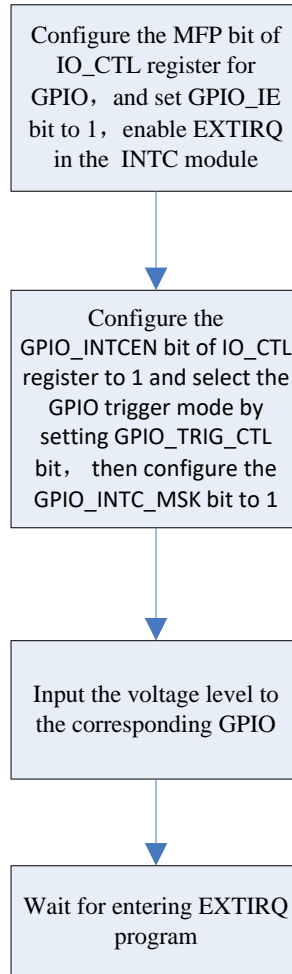 Configure the MFP bit of
IO_CTL register for
GPIO，and set GPIO_IE
bit to 1，enable EXTIRQ
in the  INTC module
Configure the
GPIO_INTCEN bit of IO_CTL
register to 1 and select the
GPIO trigger mode by
setting GPIO_TRIG_CTL
bit， then configure the
GPIO_INTC_MSK bit to 1
Input the voltage level to
the corresponding GPIO
Wait for entering EXTIRQ
program